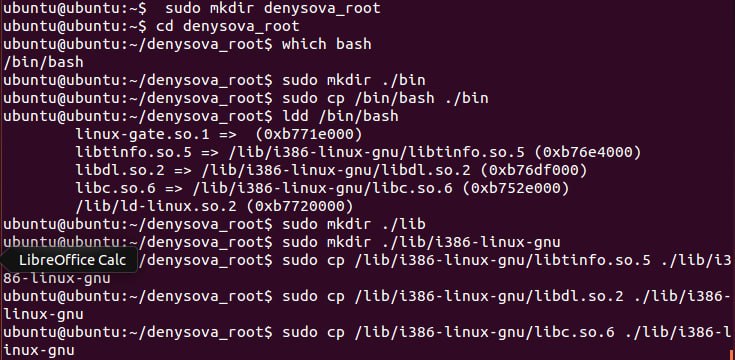 ubuntu@ubuntu:~$  sudo mkdir denysova_root
ubuntu@ubuntu:~$ cd denysova_root
ubuntu@ubuntu:~/denysova_root$ which bash
/bin/bash
ubuntu@ubuntu:~/denysova_root$ sudo mkdir ./bin
ubuntu@ubuntu:~/denysova_root$ sudo cp /bin/bash ./bin
ubuntu@ubuntu:~/denysova_root$ ldd /bin/bash
        linux-gate.so.1 =>  (0xb771e000)
        libtinfo.so.5 => /lib/i386-linux-gnu/libtinfo.so.5 (0xb76e4000)
        libdl.so.2 => /lib/i386-linux-gnu/libdl.so.2 (0xb76df000)
        libc.so.6 => /lib/i386-linux-gnu/libc.so.6 (0xb752e000)
        /lib/ld-linux.so.2 (0xb7720000)
ubuntu@ubuntu:~/denysova_root$ sudo mkdir ./lib
ubuntu@ubuntu:~/denysova_root$ sudo mkdir ./lib/i386-linux-gnu
LibreOffice Calc
/denysova_root$ sudo cp /lib/i386-linux-gnu/libtinfo.so.5 ./lib/i3
86-linux-gnu
ubuntu@ubuntu:~/denysova_root$ sudo cp /lib/i386-linux-gnu/libdl.so.2 ./lib/i386-
linux-gnu
ubuntu@ubuntu:~/denysova_root$ sudo cp /lib/i386-linux-gnu/libc.so.6 ./lib/i386-l
inux-gnu